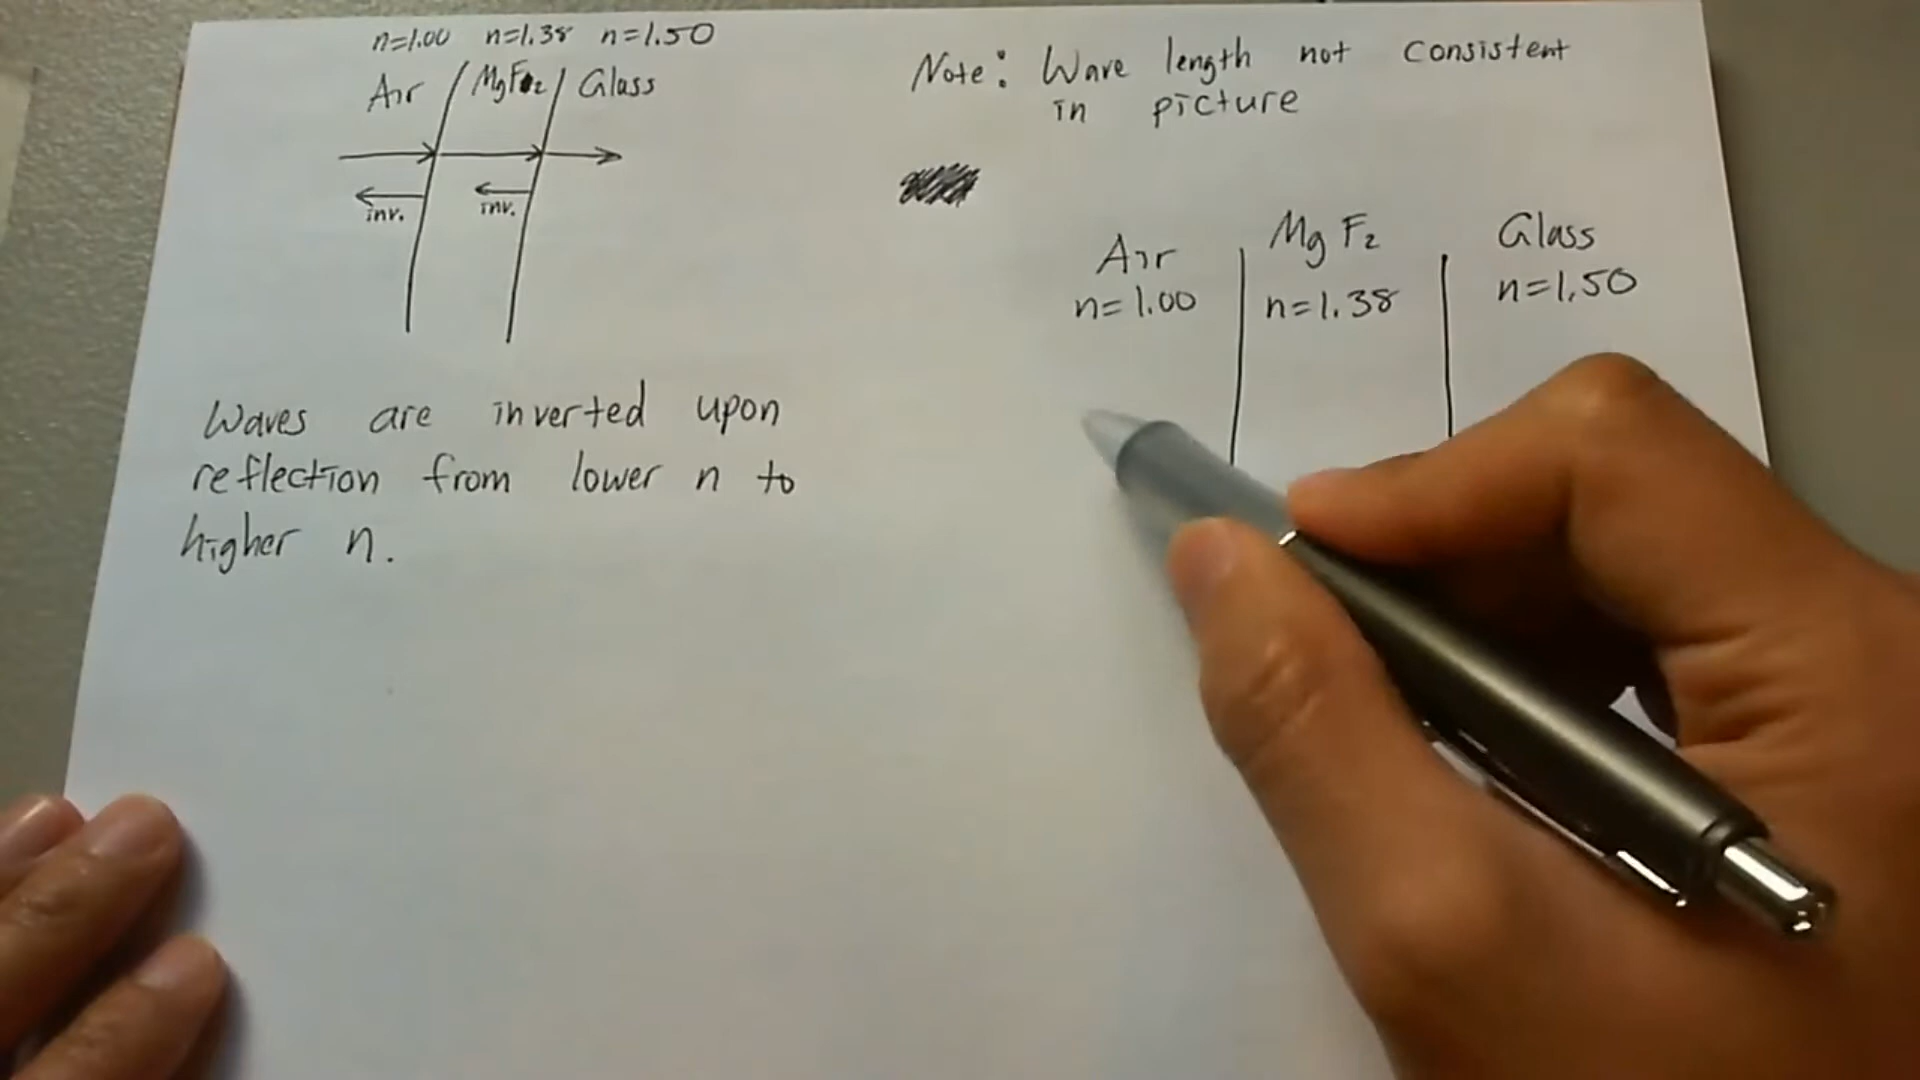 n=1.00 n=1.38 n=1.50
Air MgF2 Glass
inv. inv.
Waves are inverted upon
reflection from lower n to
higher n.
Note: Wave length not consistent
in picture
Air MgF2 Glass
n=1.00 n=1.38 n=1.50